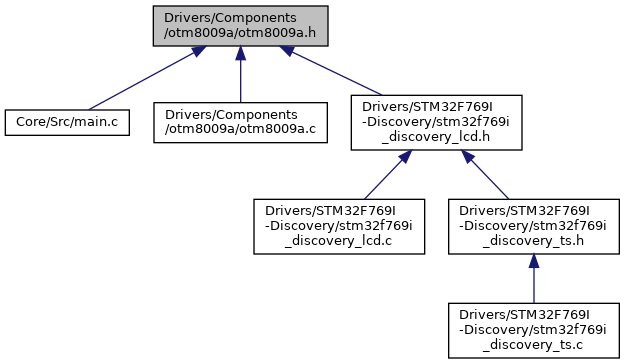 Drivers/Components
/otm8009a/otm8009a.h
Core/Src/main.c
Drivers/Components
/otm8009a/otm8009a.c
Drivers/STM32F769I
-Discovery/stm32f769i
_discovery_lcd.h
Drivers/STM32F769I
-Discovery/stm32f769i
_discovery_lcd.c
Drivers/STM32F769I
-Discovery/stm32f769i
_discovery_ts.h
Drivers/STM32F769I
-Discovery/stm32f769i
_discovery_ts.c